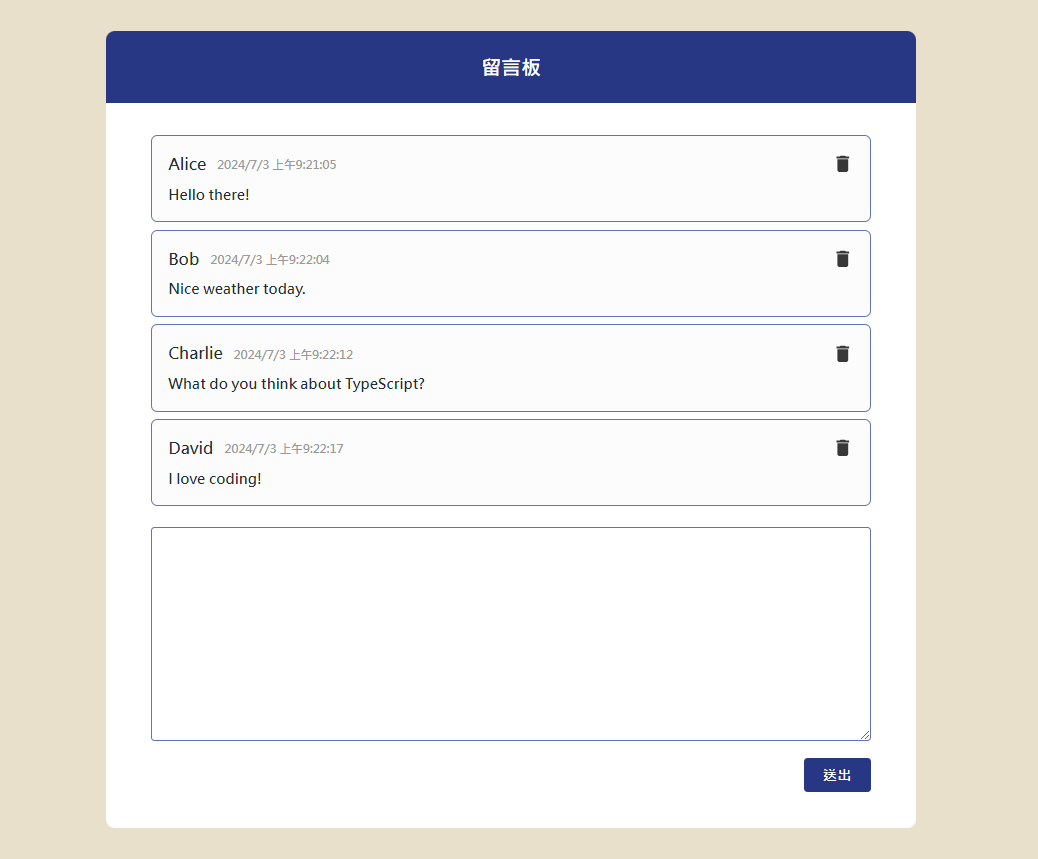 留言板
Alice 2024/7/3 上午9:21:05
Hello there!
Bob 2024/7/3 上午9:22:04
Nice weather today.
Charlie 2024/7/3 上午9:22:12
What do you think about TypeScript?
David 2024/7/3 上午9:22:17
I love coding!
送出